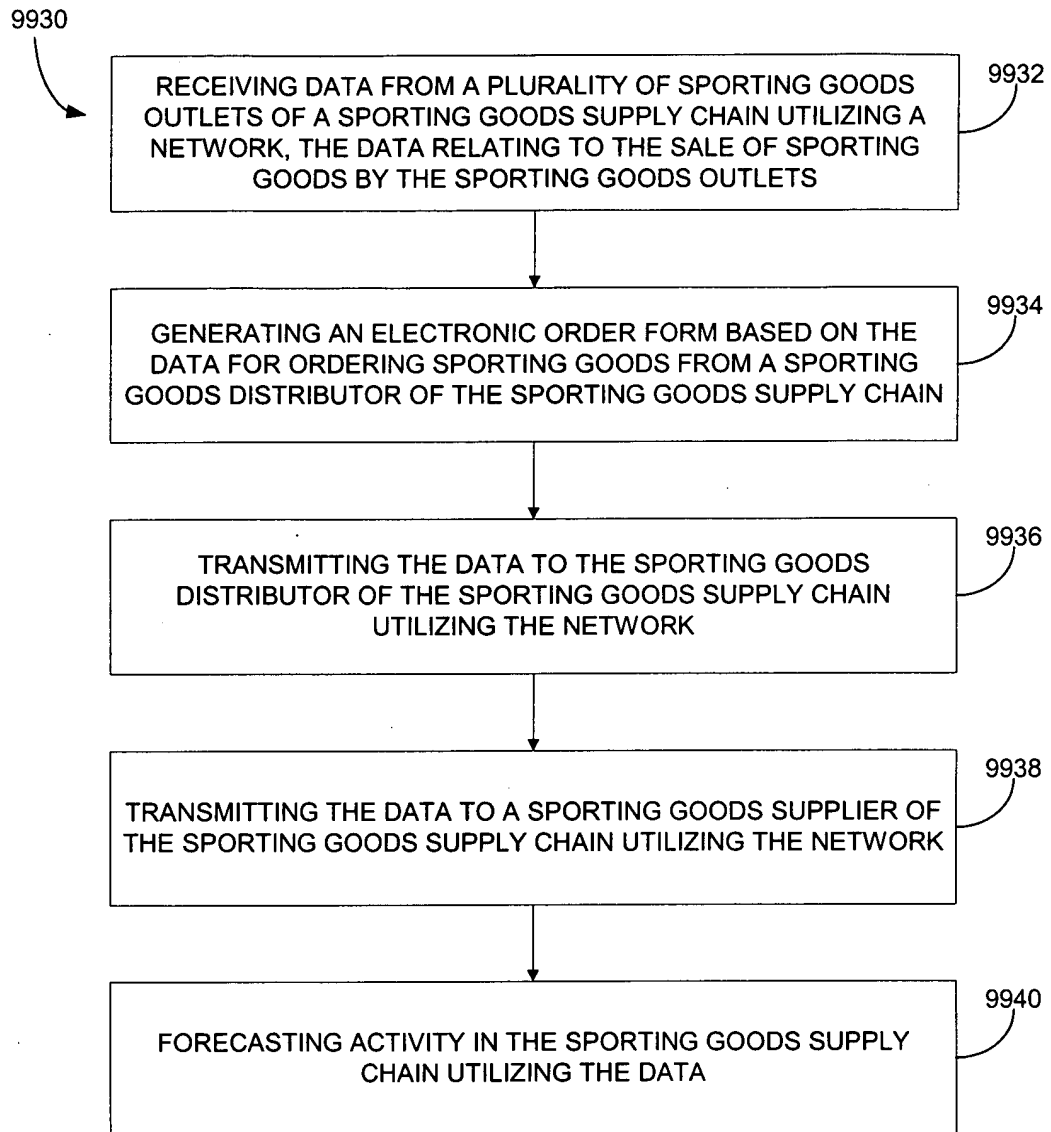 9930
9932
RECEIVING DATA FROM A PLURALITY OF SPORTING GOODS
OUTLETS OF A SPORTING GOODS SUPPLY CHAIN UTILIZING A
NETWORK, THE DATA RELATING TO THE SALE OF SPORTING
GOODS BY THE SPORTING GOODS OUTLETS
9934
GENERATING AN ELECTRONIC ORDER FORM BASED ON THE
DATA FOR ORDERING SPORTING GOODS FROM A SPORTING
GOODS DISTRIBUTOR OF THE SPORTING GOODS SUPPLY CHAIN
9936
TRANSMITTING THE DATA TO THE SPORTING GOODS
DISTRIBUTOR OF THE SPORTING GOODS SUPPLY CHAIN
UTILIZING THE NETWORK
9938
TRANSMITTING THE DATA TO A SPORTING GOODS SUPPLIER OF
THE SPORTING GOODS SUPPLY CHAIN UTILIZING THE NETWORK
9940
FORECASTING ACTIVITY IN THE SPORTING GOODS SUPPLY
CHAIN UTILIZING THE DATA